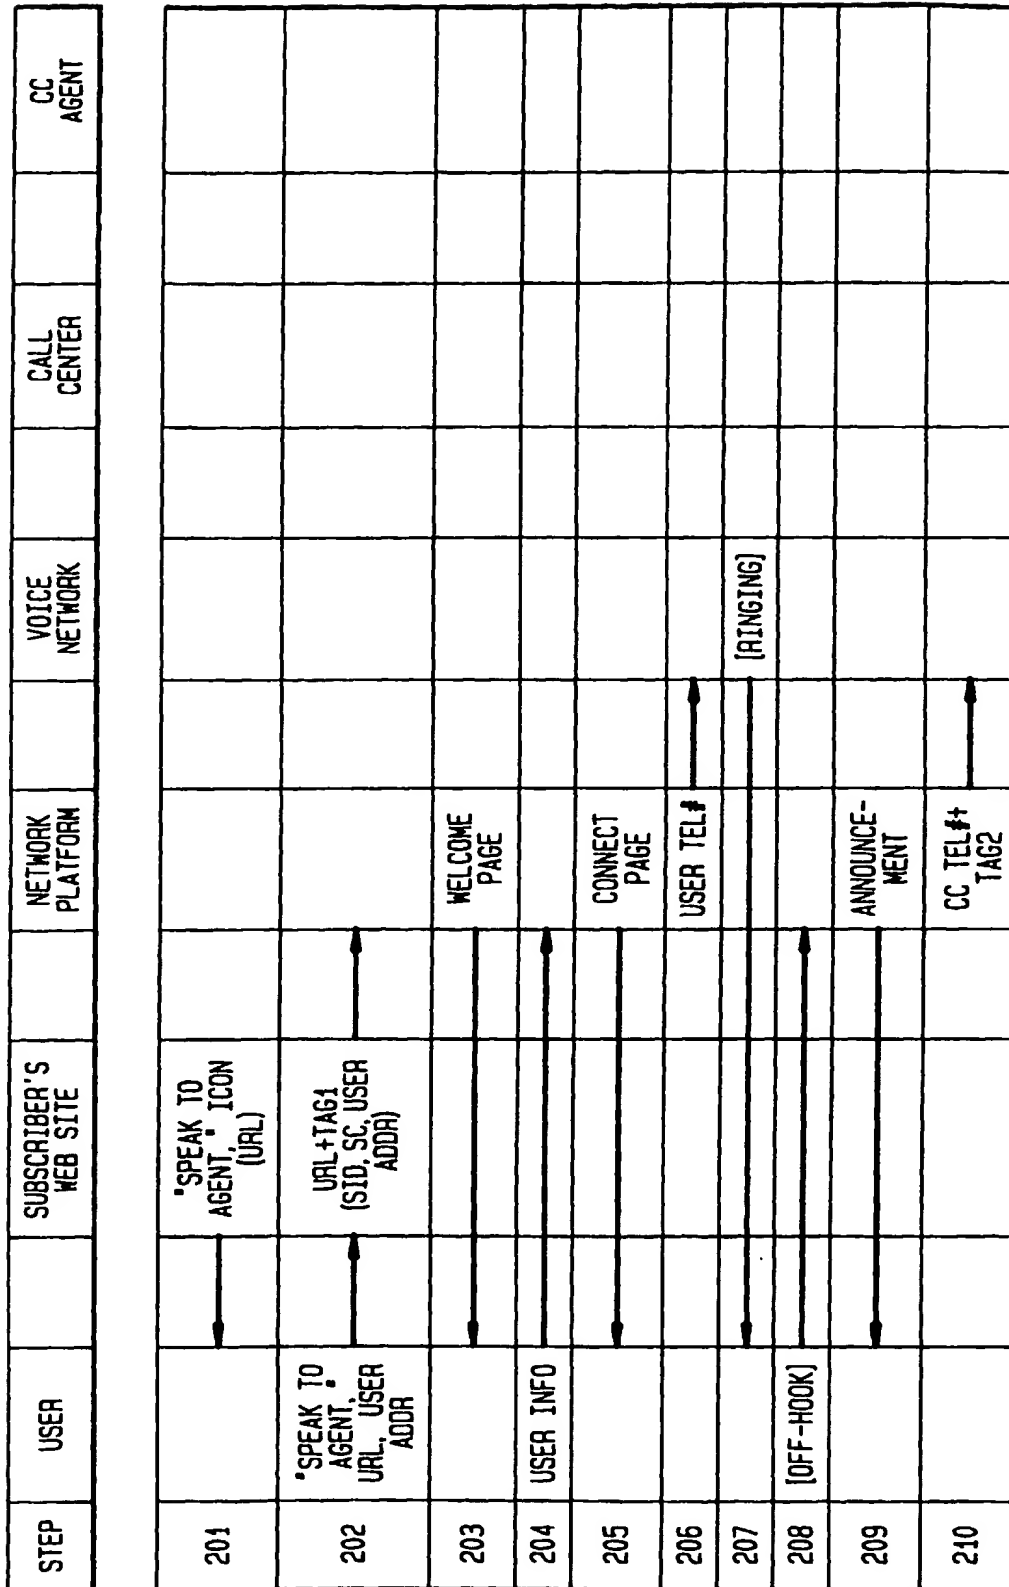 STEP
USER
SUBSCRIBER'S
WEB SITE
NETWORK
PLATFORM
VOICE
NETWORK
CALL
CENTER
CC
AGENT
201
"SPEAK TO
AGENT," ICON
(URL)
202
"SPEAK TO
AGENT,"
URL, USER
ADDR
URL+TAG1
(SID, SC, USER
ADDR)
203
WELCOME
PAGE
204
USER INFO
205
CONNECT
PAGE
206
USER TEL#
207
[RINGING]
208
[OFF-HOOK]
209
ANNOUNCE-
MENT
210
CC TEL#+
TAG2